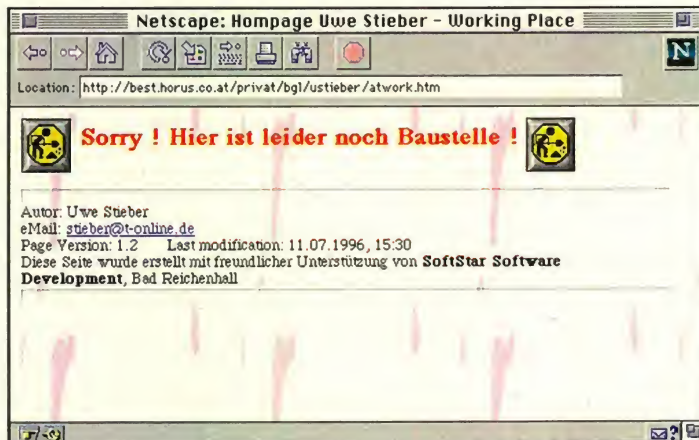 Netscape: Hompage Uwe Stieber – Working Place
N
Location: http://best.horus.co.at/privat/bgl/ustieber/atwork.htm
Sorry ! Hier ist leider noch Baustelle !
Autor: Uwe Stieber
eMail: stieber@t-online.de
Page Version: 1.2 Last modification: 11.07.1996, 15:30
Diese Seite wurde erstellt mit freundlicher Unterstützung von SoftStar Software
Development, Bad Reichenhall
?